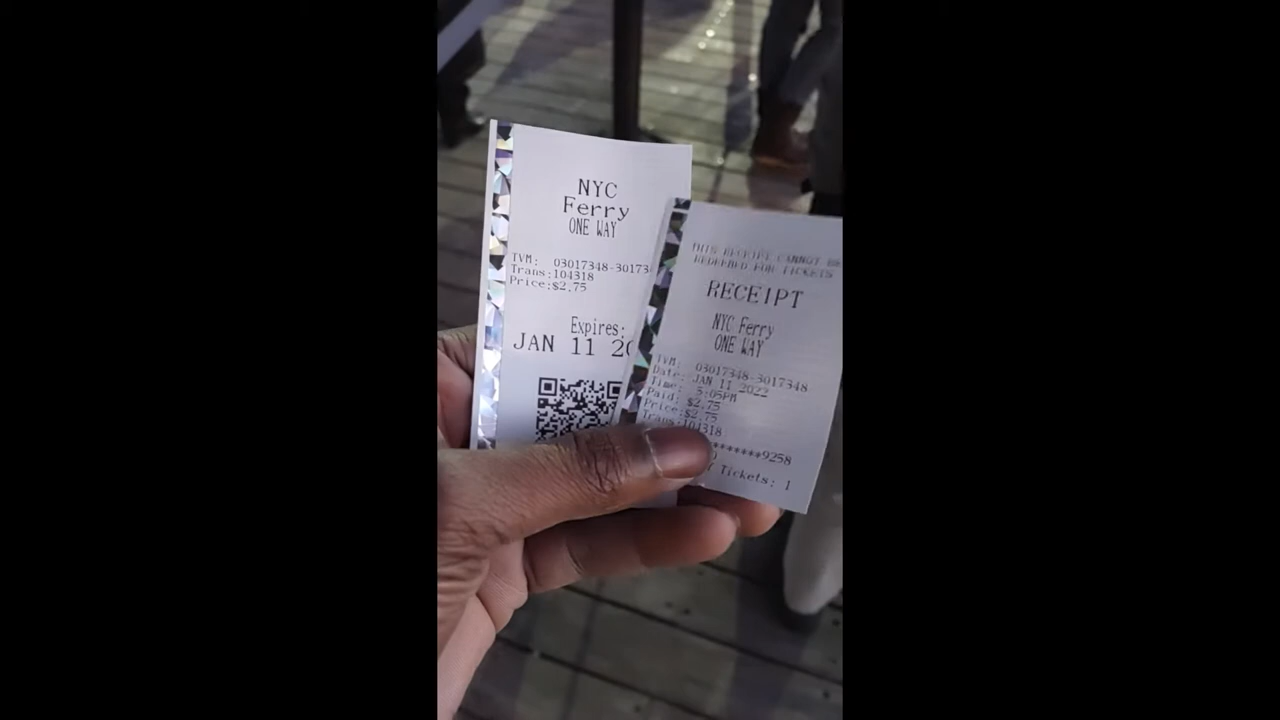 NYC
Ferry
ONE WAY
TVM: 03017348-30173
Trans:104318
Price:$2.75
Expires:
JAN 11 20
THIS RECEIPT CANNOT BE
REDEEMED FOR TICKETS
RECEIPT
NYC Ferry
ONE WAY
TVM: 03017348-3017348
Date: JAN 11 2022
Time: 5:05PM
Paid: $2.75
Price:$2.75
Trans:104318
*******9258
Tickets: 1